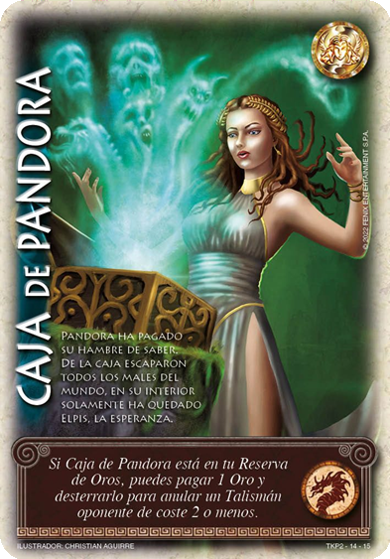 CAJA DE PANDORA
© 2022 FENIX ENTERTAINMENT S.P.A.
PANDORA HA PAGADO
SU HAMBRE DE SABER.
DE LA CAJA ESCAPARON
TODOS LOS MALES DEL
MUNDO, EN SU INTERIOR
SOLAMENTE HA QUEDADO
ELPIS, LA ESPERANZA.
Si Caja de Pandora está en tu Reserva
de Oros, puedes pagar 1 Oro y
desterrarlo para anular un Talismán
oponente de coste 2 o menos.
ILUSTRADOR: CHRISTIAN AGUIRRE
TKP2 - 14 - 15